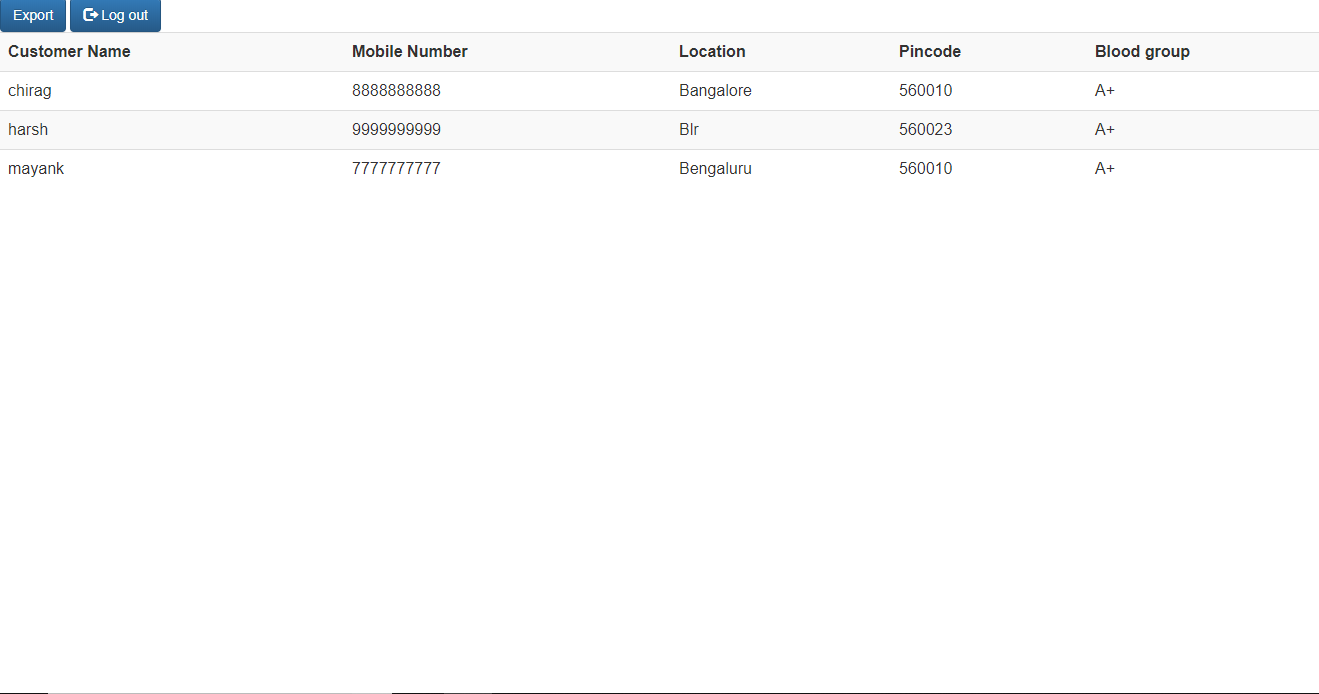 Export Log out
Customer Name Mobile Number Location Pincode Blood group
chirag 8888888888 Bangalore 560010 A+
harsh 9999999999 Blr 560023 A+
mayank 7777777777 Bengaluru 560010 A+